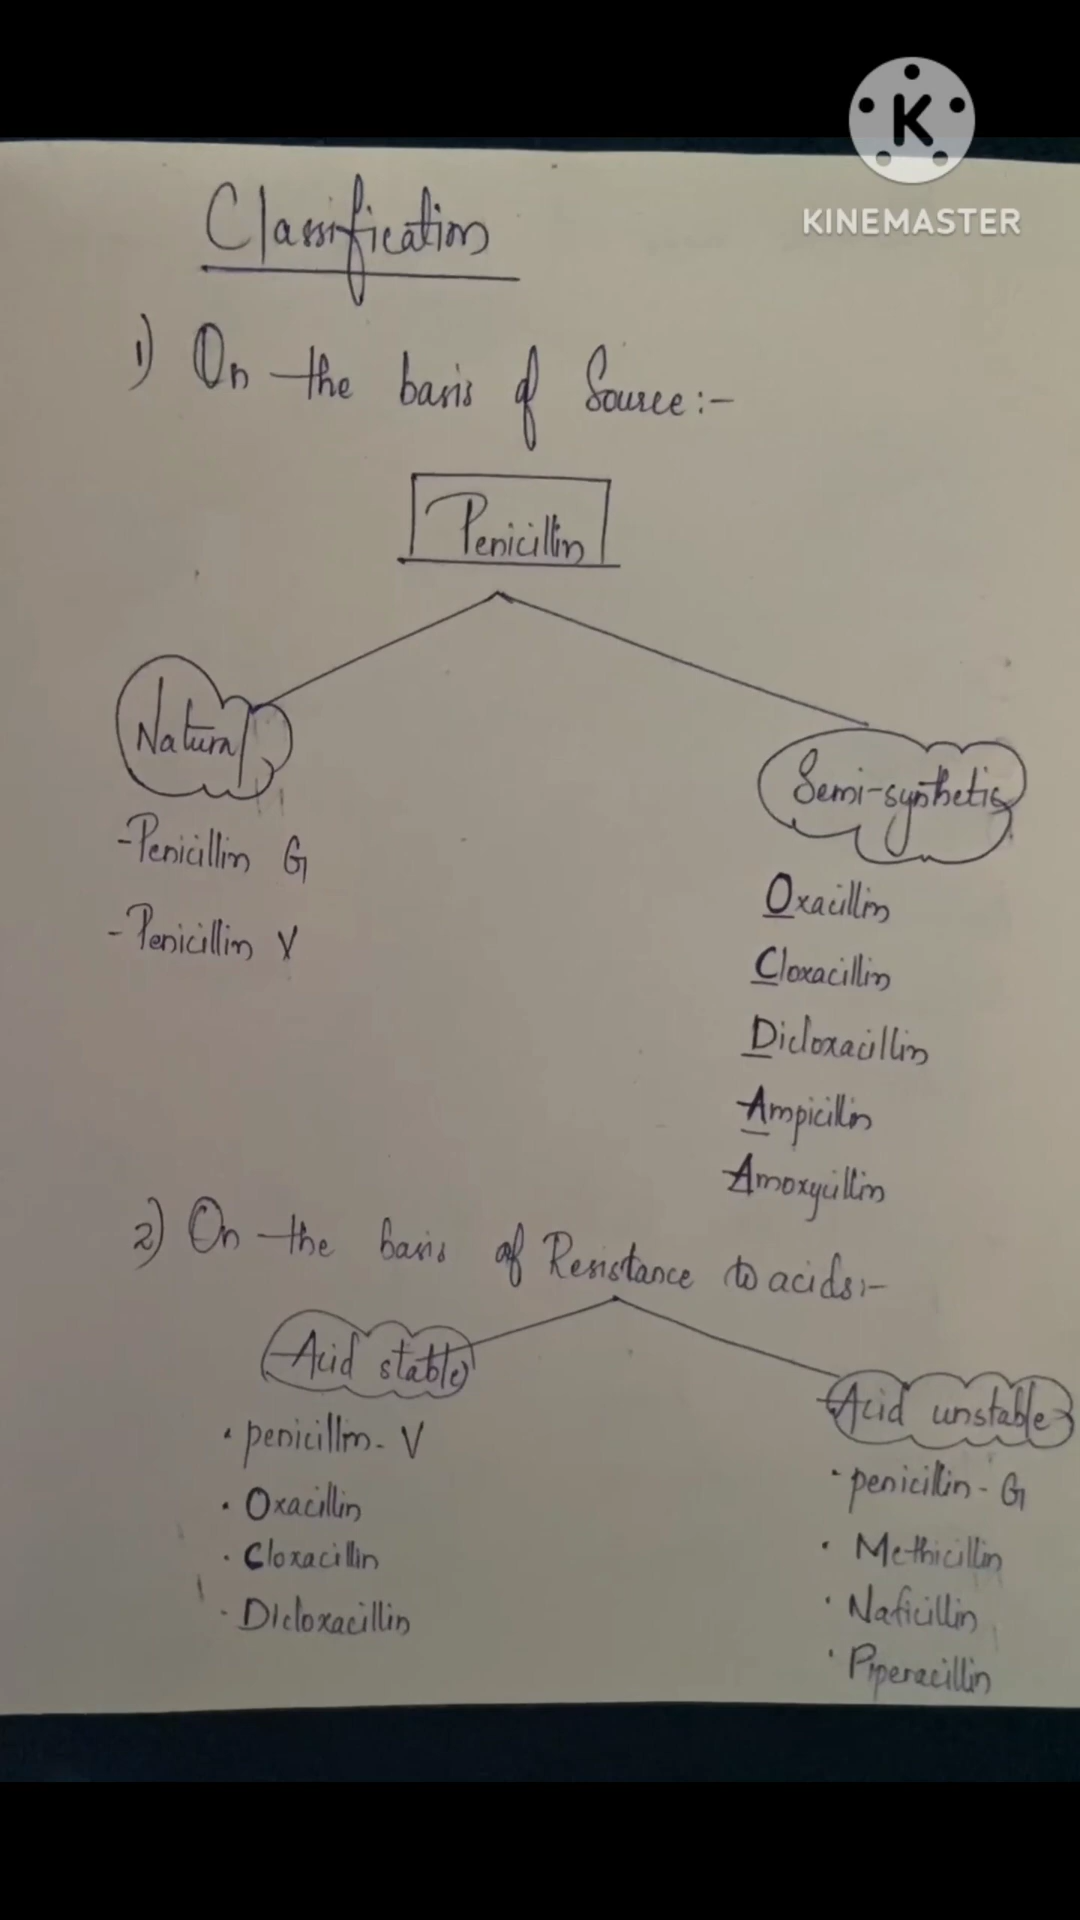 KINEMASTER
Classification
1) On the basis of Source:-
Penicillin
Natural
-Penicillin G
-Penicillin V
Semi-synthetic
Oxacillin
Cloxacillin
Dicloxacillin
Ampicillin
Amoxycillin
2) On the basis of Resistance to acids:-
Acid stable
• penicillin- V
• Oxacillin
• Cloxacillin
- Dicloxacillin
Acid unstable
• penicillin- G
• Methicillin
• Naficillin
• Piperacillin